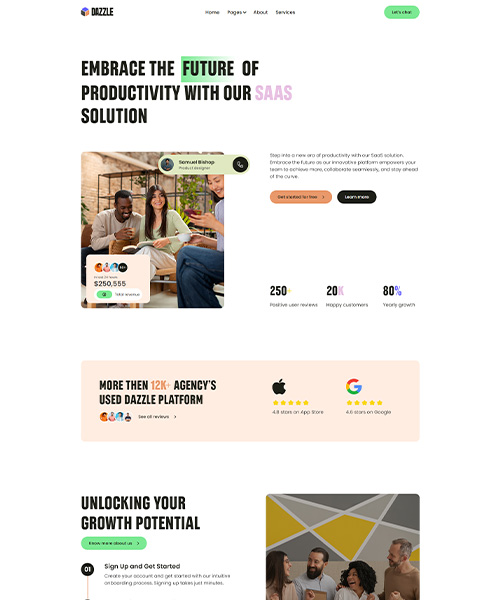 DAZZLE
Home Pages About Services
Let's chat
EMBRACE THE FUTURE OF
PRODUCTIVITY WITH OUR SAAS
SOLUTION
Samuel Bishop
Product designer
Step into a new era of productivity with our SaaS solution.
Embrace the future as our innovative platform empowers your
team to achieve more, collaborate seamlessly, and stay ahead
of the curve.
Get started for free
Learn more
$250,555
Total revenue
250+
20K
80%
Positive user reviews
Happy customers
Yearly growth
MORE THEN 12K+ AGENCY'S
USED DAZZLE PLATFORM
See all reviews
4.8 stars on App Store
4.6 stars on Google
UNLOCKING YOUR
GROWTH POTENTIAL
Know more about us
01
Sign Up and Get Started
Create your account and get started with our intuitive
onboarding process. Signing up takes just minutes.